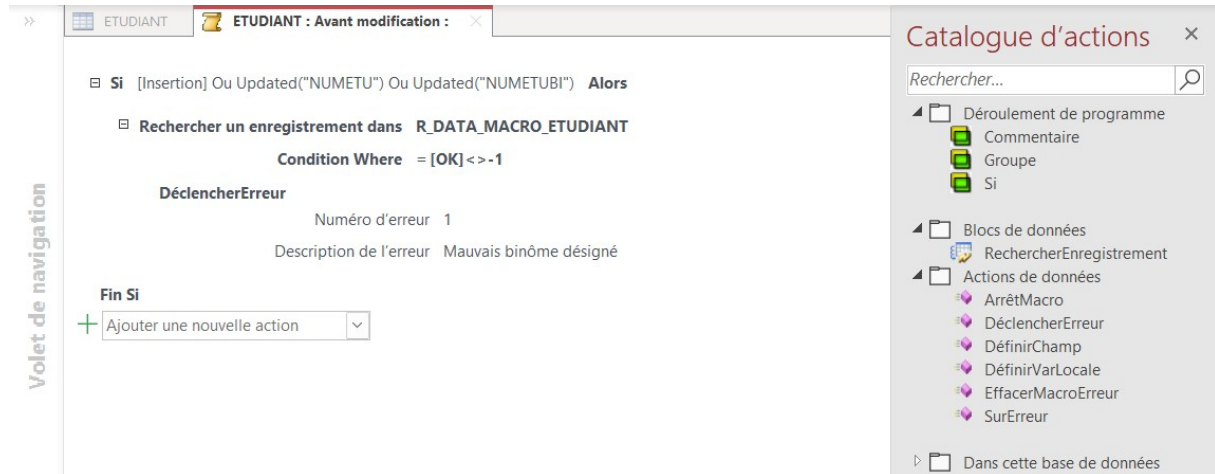 ETUDIANT
ETUDIANT : Avant modification :
Si [Insertion] Ou Updated("NUMETU") Ou Updated("NUMETUBI") Alors
Rechercher un enregistrement dans R_DATA_MACRO_ETUDIANT
Condition Where = [OK]<>-1
DéclencherErreur
Numéro d'erreur 1
Description de l'erreur Mauvais binôme désigné
Fin Si
Ajouter une nouvelle action
Volet de navigation
Catalogue d'actions
Rechercher...
Déroulement de programme
Commentaire
Groupe
Si
Blocs de données
RechercherEnregistrement
Actions de données
ArrêtMacro
DéclencherErreur
DéfinirChamp
DéfinirVarLocale
EffacerMacroErreur
SurErreur
Dans cette base de données